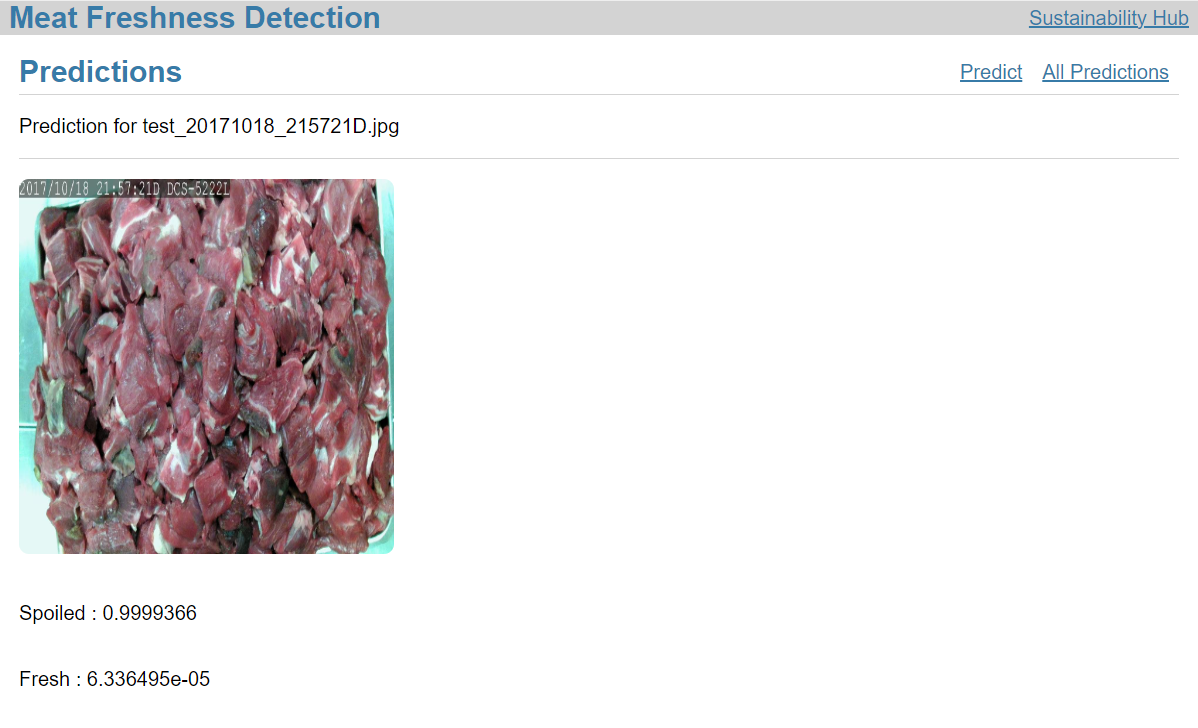 Meat Freshness Detection
Sustainability Hub
Predictions
Predict
All Predictions
Prediction for test_20171018_215721D.jpg
2017/10/18 21:57:21D DCS-5222L
Spoiled : 0.9999366
Fresh : 6.336495e-05